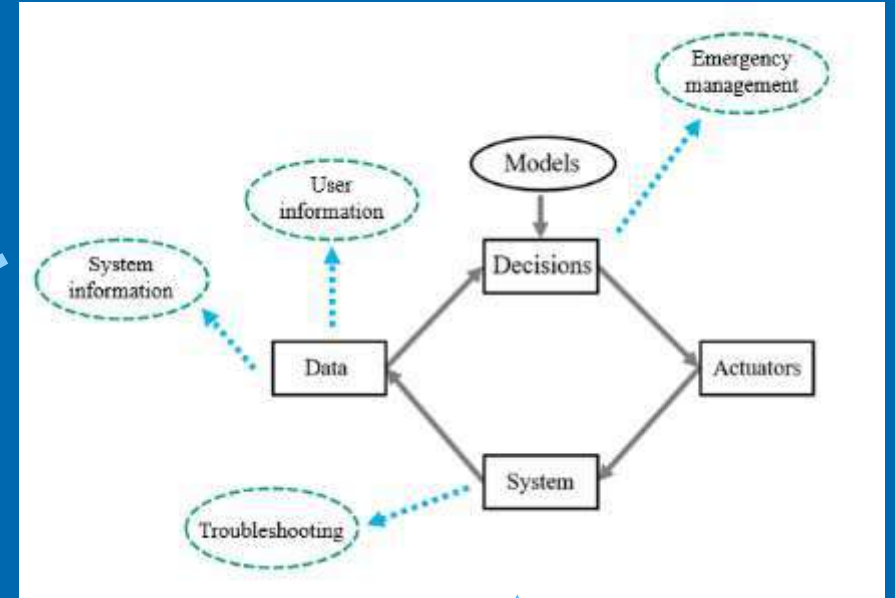 Emergency
management
Models
User
information
Decisions
System
information
Data
Actuators
System
Troubleshooting